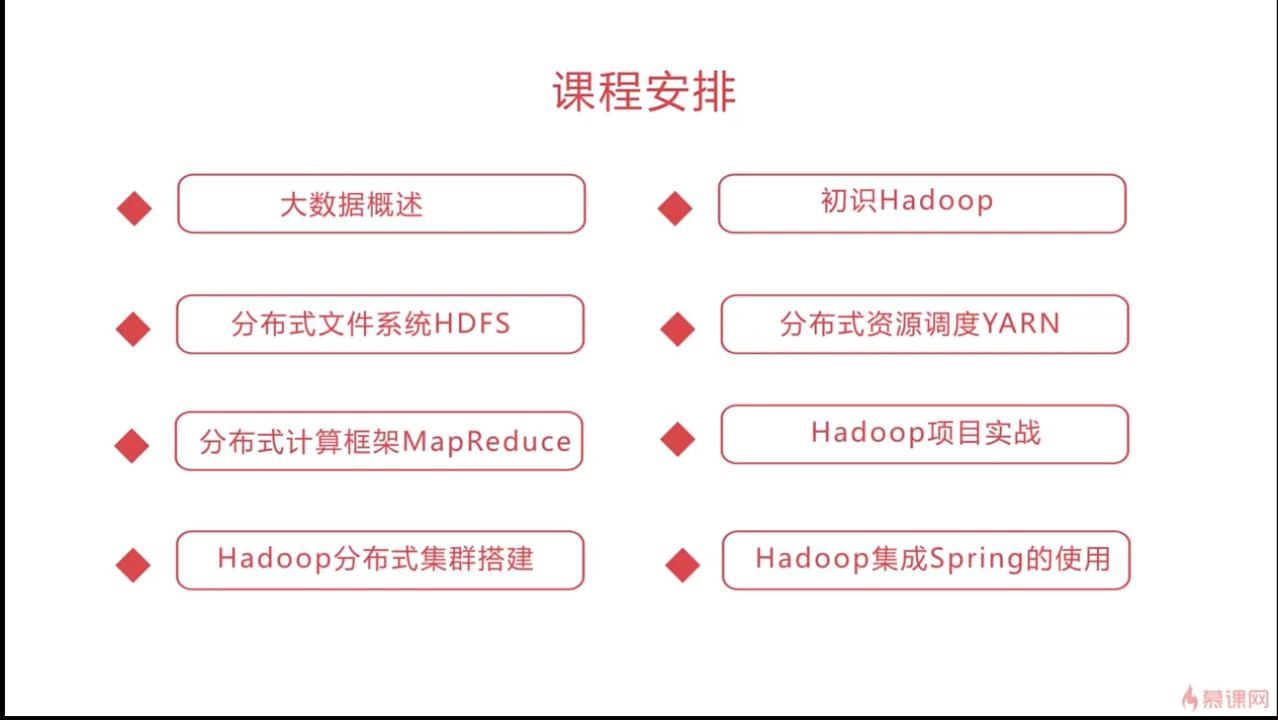 课程安排
大数据概述
初识Hadoop
分布式文件系统HDFS
分布式资源调度YARN
分布式计算框架MapReduce
Hadoop项目实战
Hadoop分布式集群搭建
Hadoop集成Spring的使用
慕课网